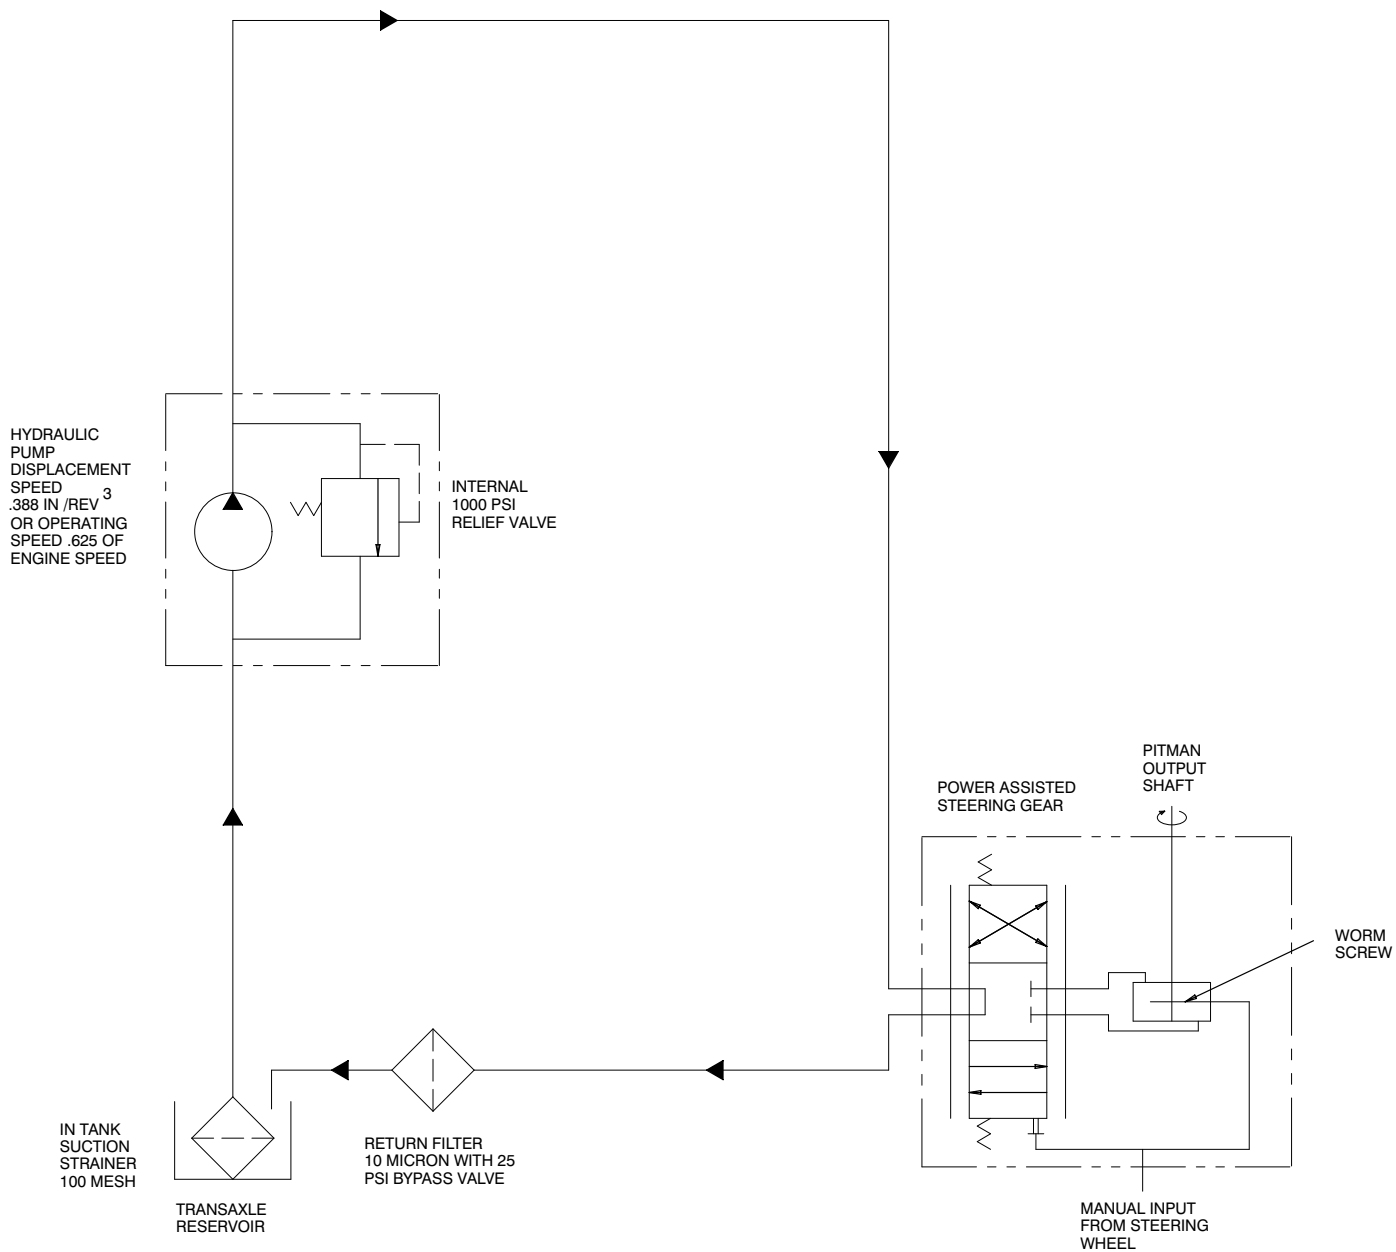 HYDRAULIC
PUMP
DISPLACEMENT
SPEED
.388 IN /REV 3
OR OPERATING
SPEED .625 OF
ENGINE SPEED
INTERNAL
1000 PSI
RELIEF VALVE
PITMAN
OUTPUT
SHAFT
POWER ASSISTED
STEERING GEAR
WORM
SCREW
IN TANK
SUCTION
STRAINER
100 MESH
RETURN FILTER
10 MICRON WITH 25
PSI BYPASS VALVE
TRANSAXLE
RESERVOIR
MANUAL INPUT
FROM STEERING
WHEEL